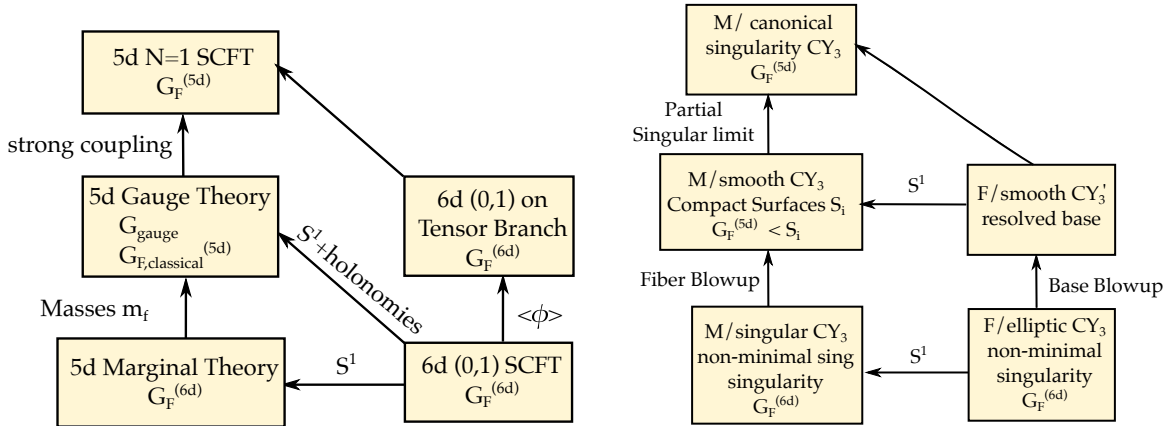 5d N=1 SCFT
G_F^(5d)
strong coupling
5d Gauge Theory
G_gauge
G_F,classical^(5d)
6d (0,1) on
Tensor Branch
G_F^(6d)
S^1+holonomies
Masses m_f
<ϕ>
5d Marginal Theory
G_F^(6d)
S^1
6d (0,1) SCFT
G_F^(6d)
M/ canonical
singularity CY_3
G_F^(5d)
Partial
Singular limit
M/smooth CY_3
Compact Surfaces S_i
G_F^(5d) < S_i
S^1
F/smooth CY_3'
resolved base
Fiber Blowup
Base Blowup
M/singular CY_3
non-minimal sing
singularity
G_F^(6d)
S^1
F/elliptic CY_3
non-minimal
singularity
G_F^(6d)